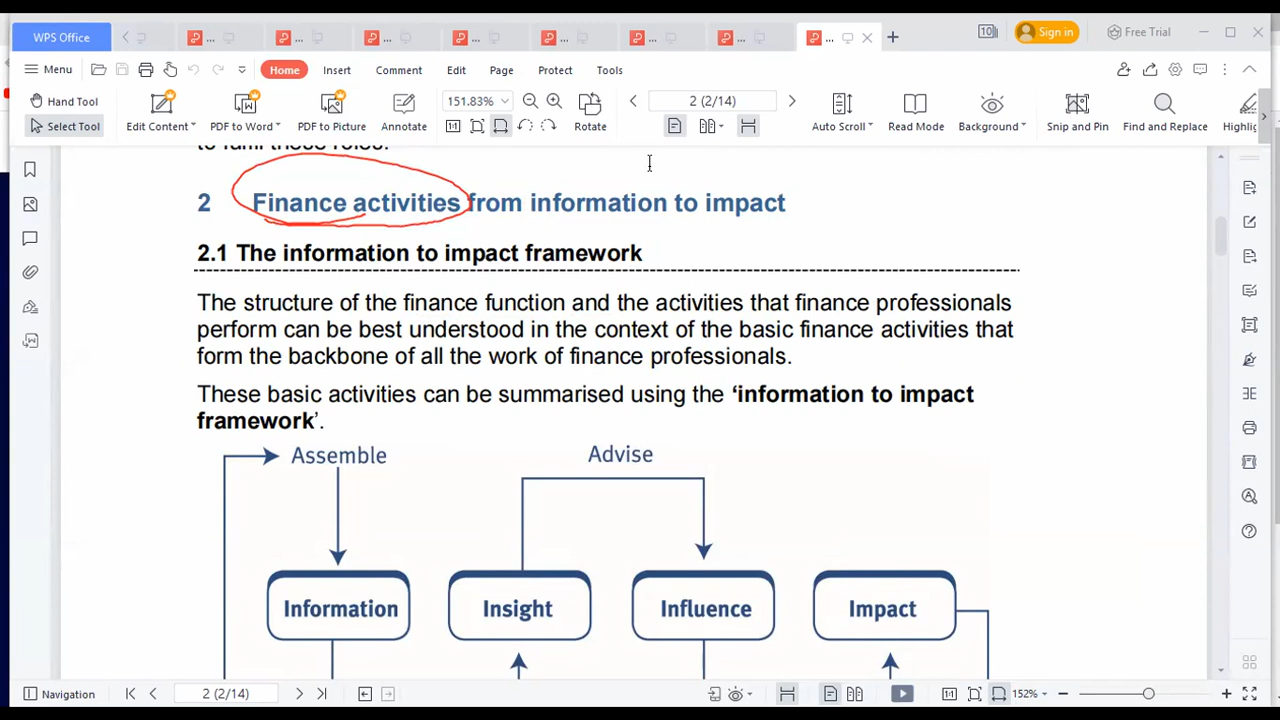 WPS Office
...
...
...
...
...
...
...
...
10
Sign in
Free Trial
Menu
Home
Insert
Comment
Edit
Page
Protect
Tools
Hand Tool
Select Tool
Edit Content
PDF to Word
PDF to Picture
Annotate
151.83%
Rotate
2 (2/14)
Auto Scroll
Read Mode
Background
Snip and Pin
Find and Replace
Highlig
to fulfil these roles.
2 Finance activities from information to impact
2.1 The information to impact framework
The structure of the finance function and the activities that finance professionals
perform can be best understood in the context of the basic finance activities that
form the backbone of all the work of finance professionals.
These basic activities can be summarised using the ‘information to impact
framework’.
Assemble
Advise
Information
Insight
Influence
Impact
Navigation
2 (2/14)
152%